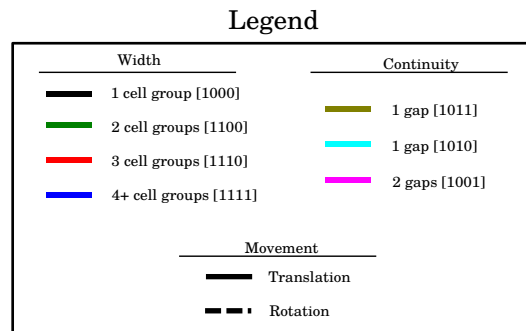 Legend
Width
1 cell group [1000]
2 cell groups [1100]
3 cell groups [1110]
4+ cell groups [1111]
Continuity
1 gap [1011]
1 gap [1010]
2 gaps [1001]
Movement
Translation
Rotation